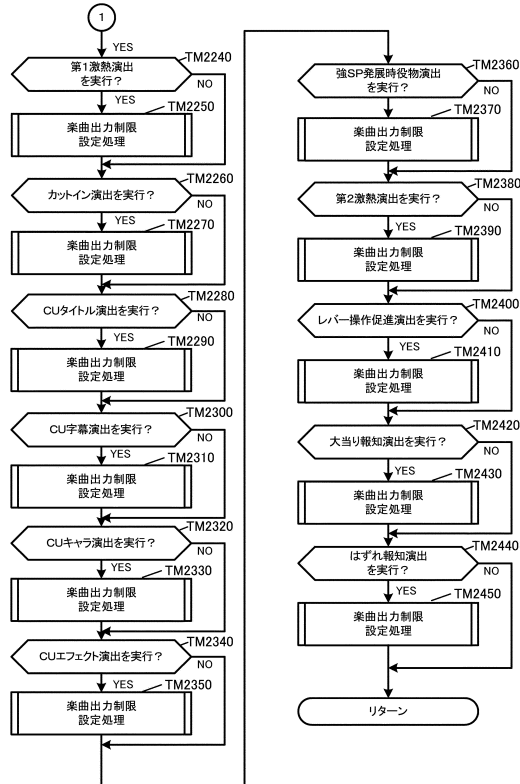 1
YES
第1激熱演出
を実行?
TM2240
NO
YES
TM2250
楽曲出力制限
設定処理
TM2260
カットイン演出を実行?
NO
YES
TM2270
楽曲出力制限
設定処理
TM2280
CUタイトル演出を実行?
NO
YES
TM2290
楽曲出力制限
設定処理
TM2300
CU字幕演出を実行?
NO
YES
TM2310
楽曲出力制限
設定処理
TM2320
CUキャラ演出を実行?
NO
YES
TM2330
楽曲出力制限
設定処理
TM2340
CUエフェクト演出を実行?
NO
YES
TM2350
楽曲出力制限
設定処理
強SP発展時役物演出
を実行?
TM2360
NO
YES
TM2370
楽曲出力制限
設定処理
TM2380
第2激熱演出を実行?
NO
YES
TM2390
楽曲出力制限
設定処理
TM2400
レバー操作促進演出を実行?
NO
YES
TM2410
楽曲出力制限
設定処理
TM2420
大当り報知演出を実行?
NO
YES
TM2430
楽曲出力制限
設定処理
TM2440
はずれ報知演出
を実行?
NO
YES
TM2450
楽曲出力制限
設定処理
リターン